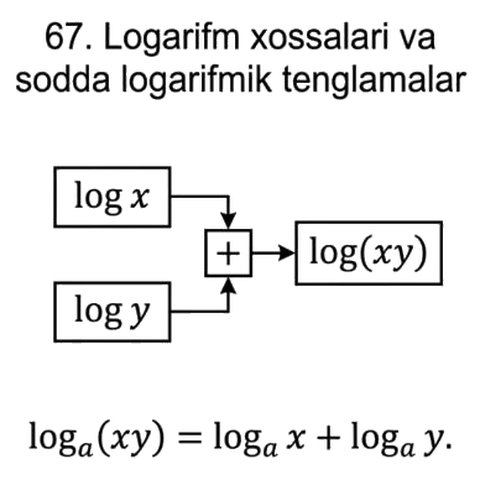 67. Logarifm xossalari va
sodda logarifmik tenglamalar
log x
+
log(xy)
log y
logₐ(xy) = logₐ x + logₐ y.